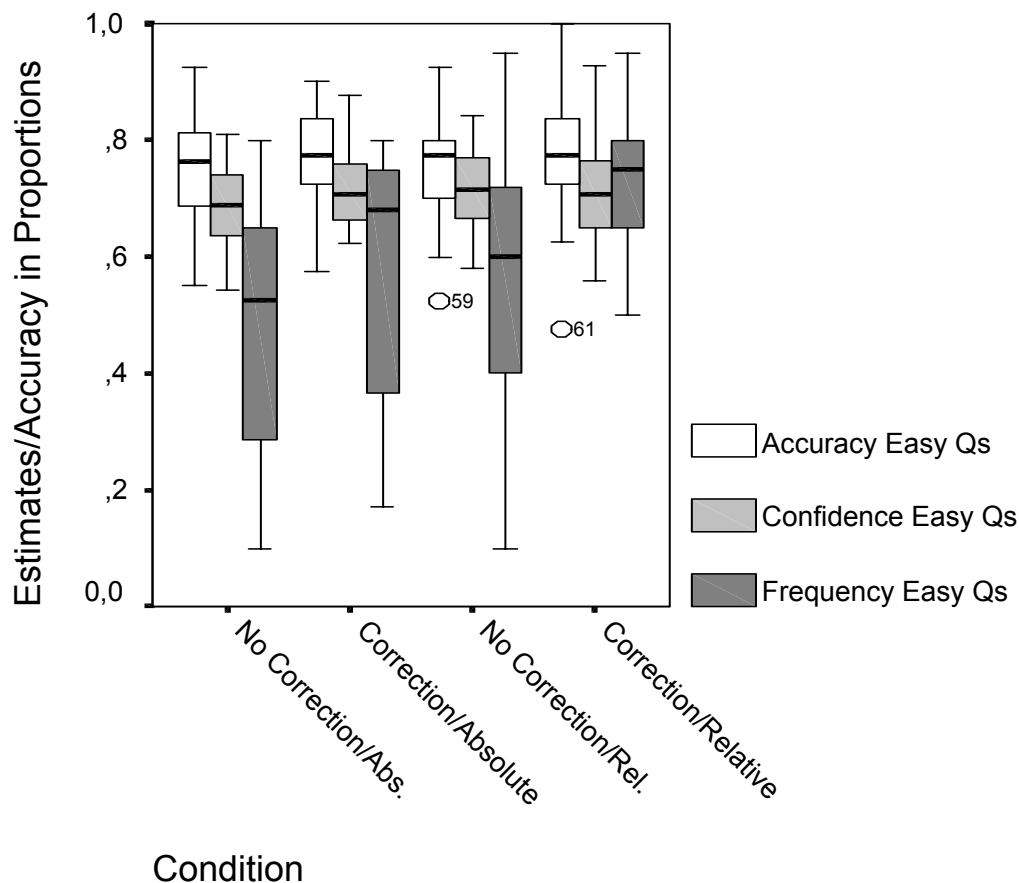 Estimates/Accuracy in Proportions
1,0
,8
,6
,4
,2
0,0
59
61
No Correction/Abs.
Correction/Absolute
No Correction/Rel.
Correction/Relative
Condition
Accuracy Easy Qs
Confidence Easy Qs
Frequency Easy Qs